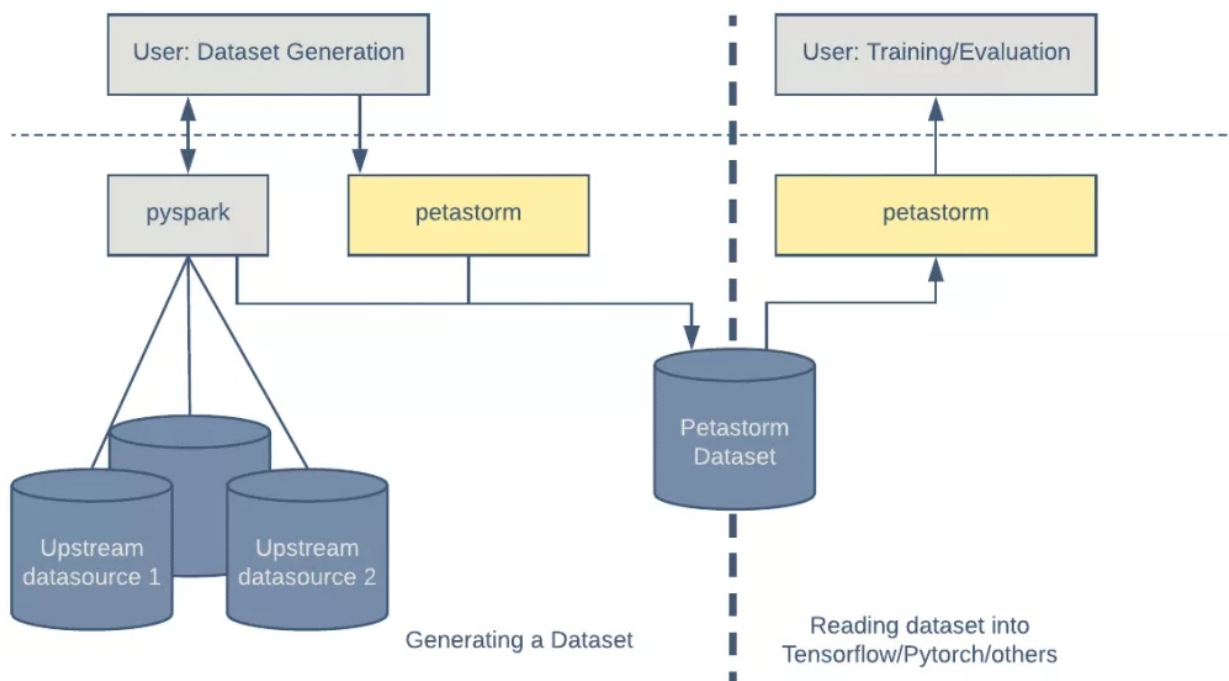 User: Dataset Generation
User: Training/Evaluation
pyspark
petastorm
petastorm
Petastorm
Dataset
Upstream
datasource 1
Upstream
datasource 2
Generating a Dataset
Reading dataset into
Tensorflow/Pytorch/others